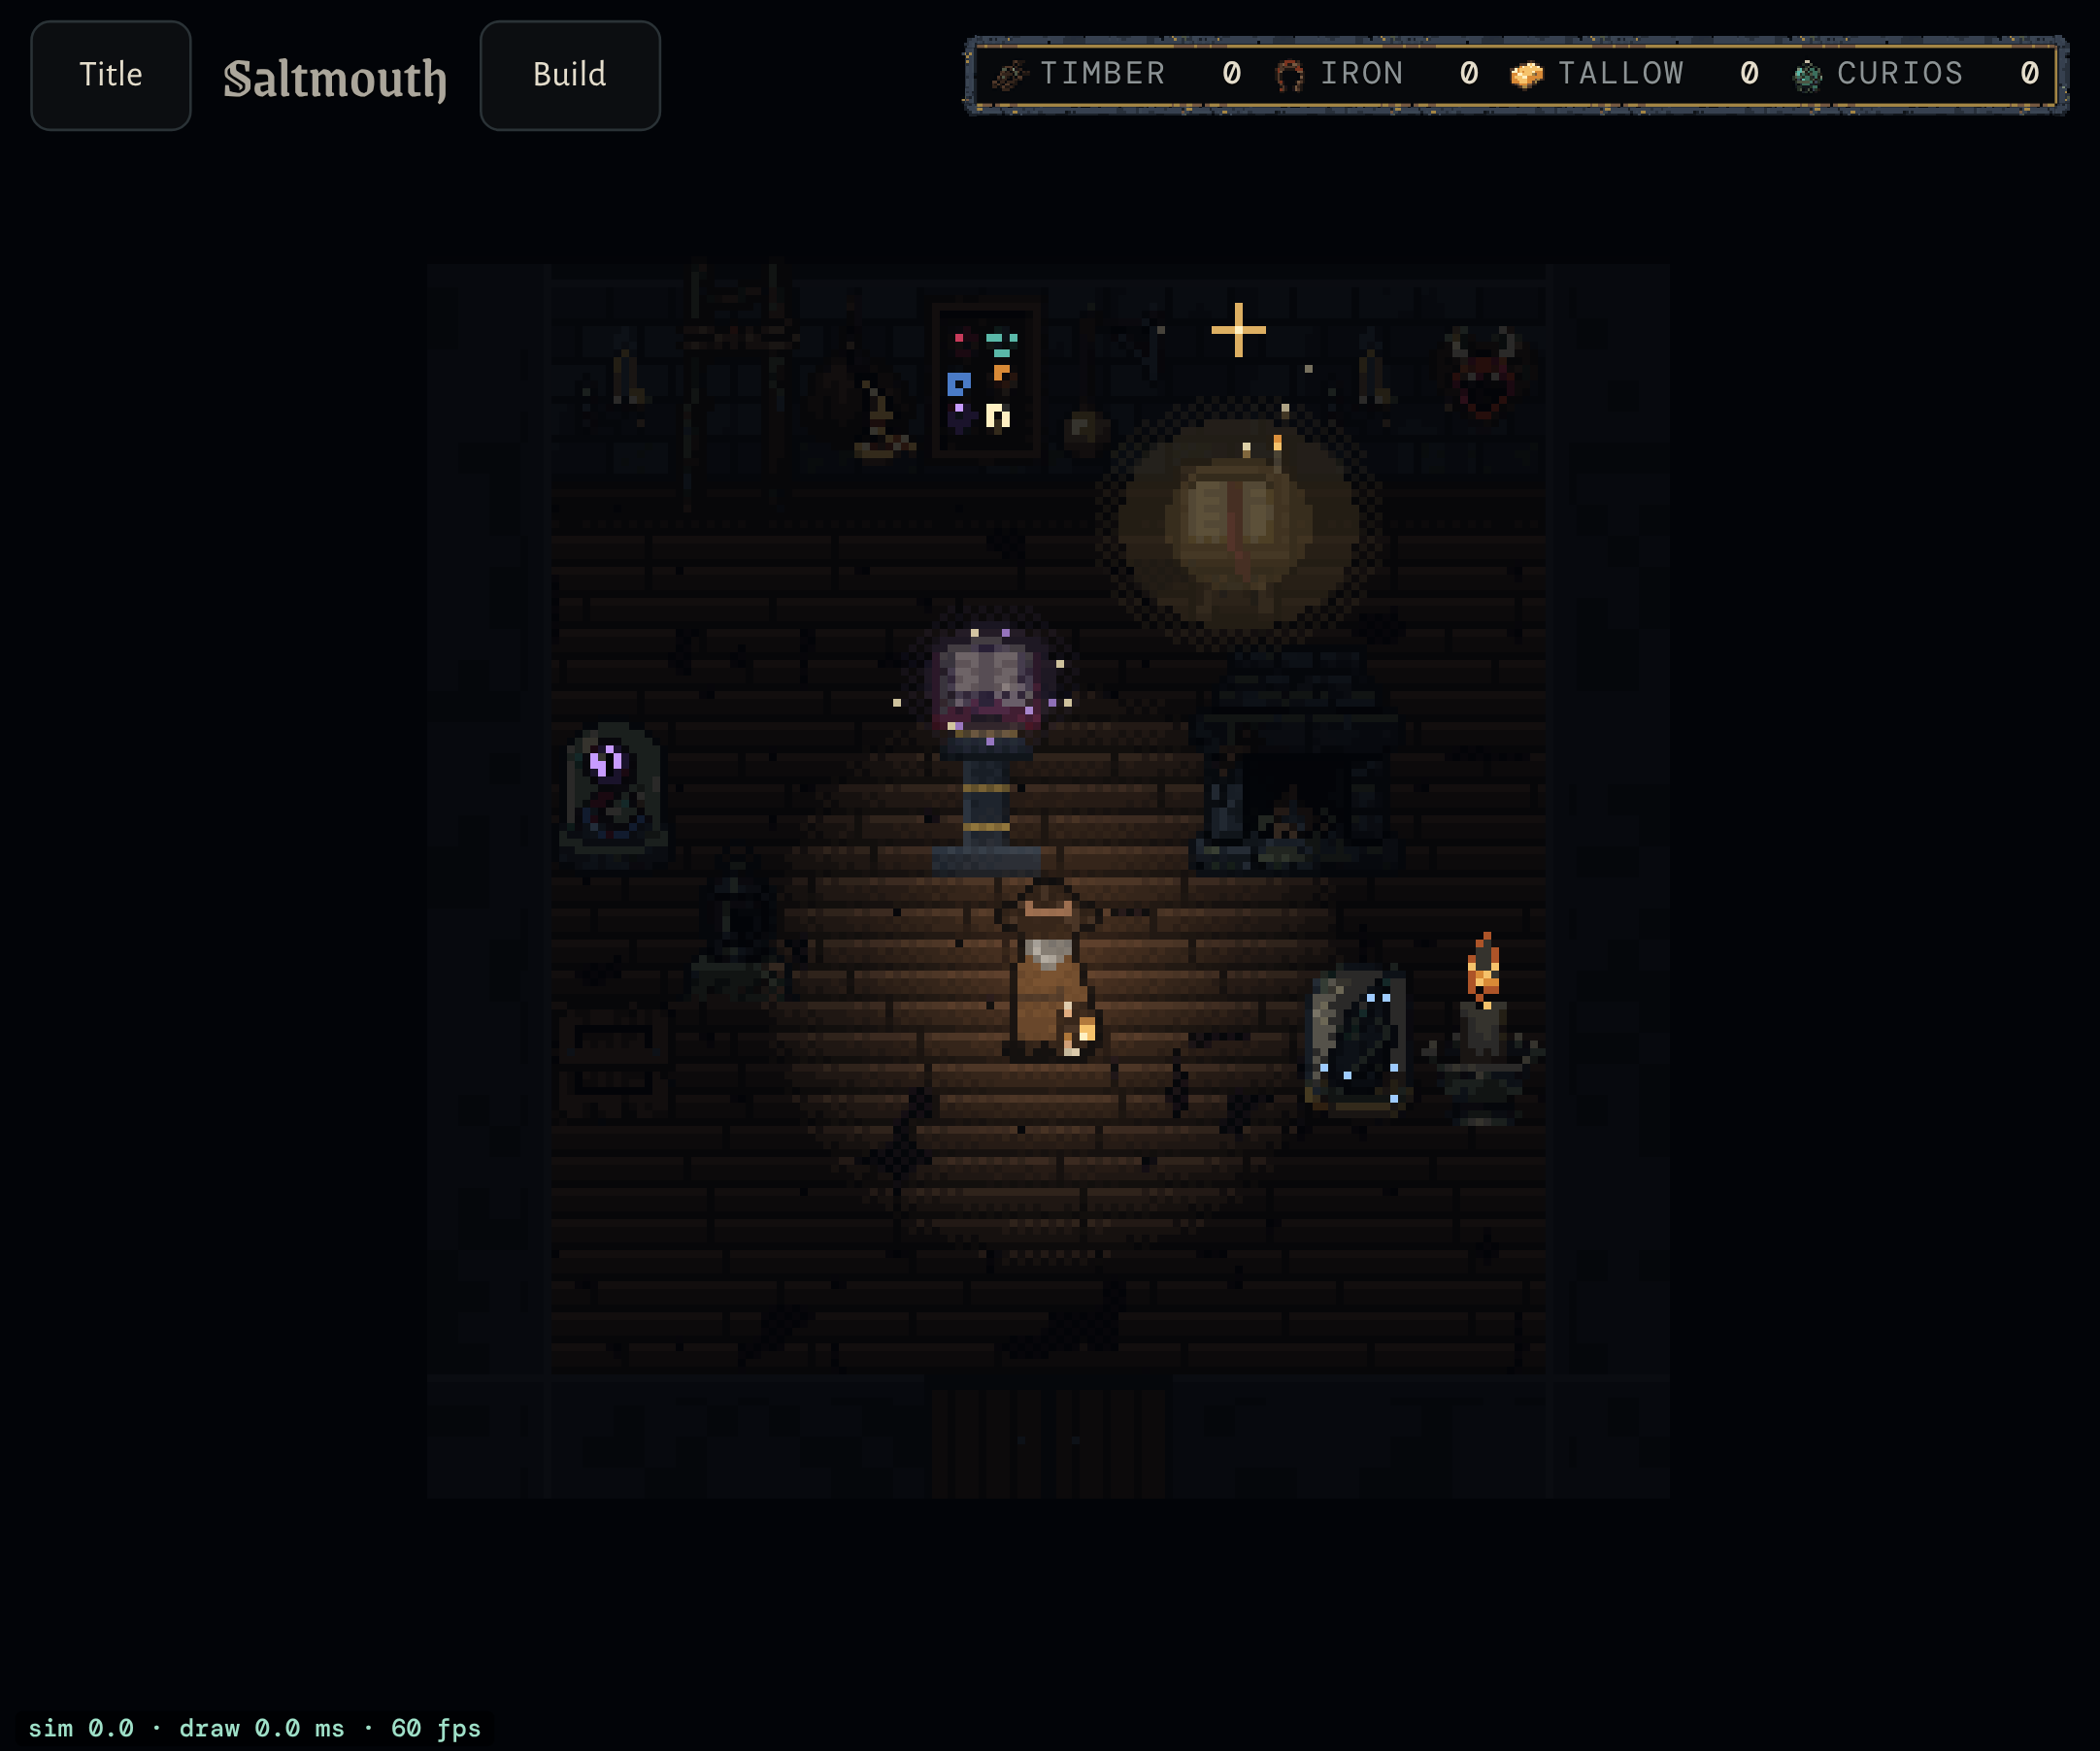 Title Saltmouth Build TIMBER 0 IRON 0 TALLOW 0 CURIOS 0
sim 0.0 · draw 0.0 ms · 60 fps